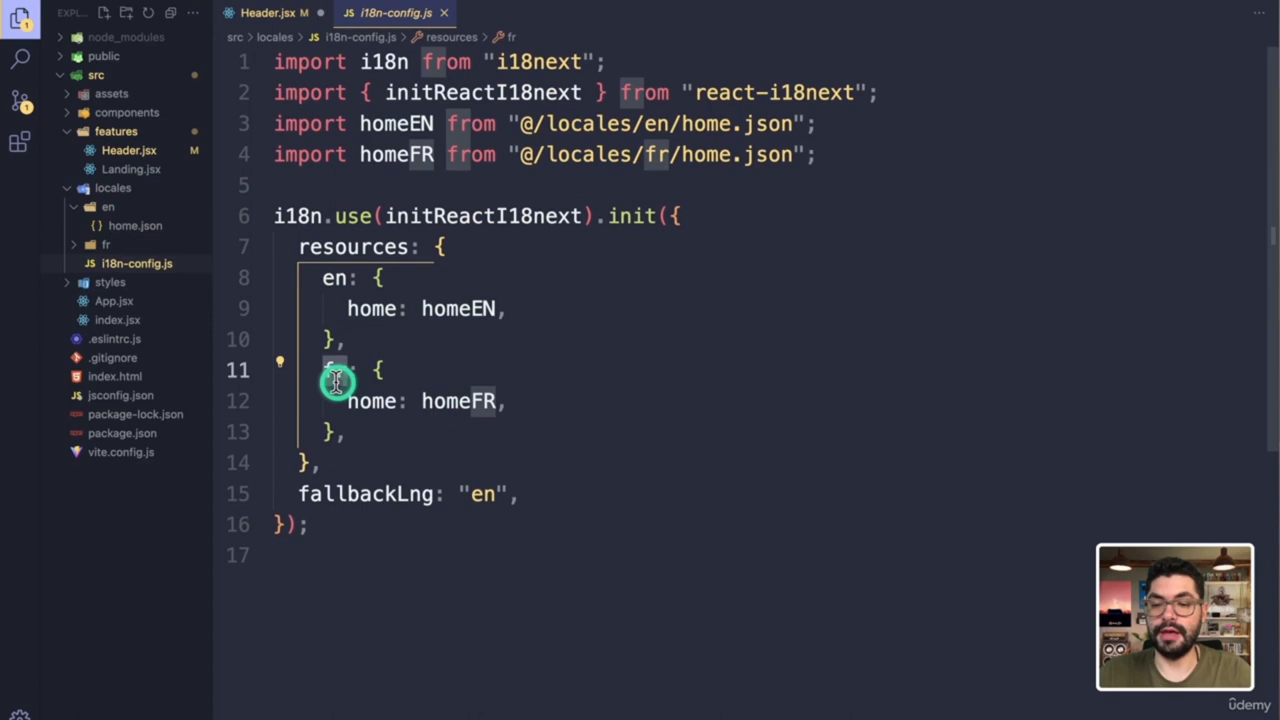 EXPL...
Header.jsx M
i18n-config.js
src > locales > i18n-config.js > resources > fr
node_modules
public
src
assets
components
features
Header.jsx M
Landing.jsx
locales
en
home.json
fr
i18n-config.js
styles
App.jsx
index.jsx
.eslintrc.js
.gitignore
index.html
jsconfig.json
package-lock.json
package.json
vite.config.js
1 import i18n from "i18next";
2 import { initReactI18next } from "react-i18next";
3 import homeEN from "@/locales/en/home.json";
4 import homeFR from "@/locales/fr/home.json";
5
6 i18n.use(initReactI18next).init({
7 resources: {
8 en: {
9 home: homeEN,
10 },
11 : {
12 home: homeFR,
13 },
14 },
15 fallbackLng: "en",
16 });
17
1
1
udemy